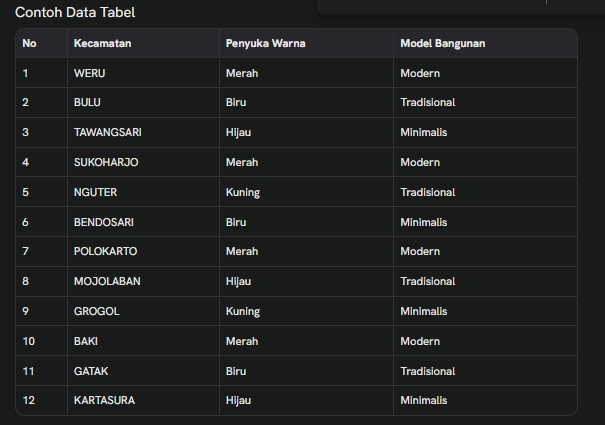 Contoh Data Tabel
No Kecamatan Penyuka Warna Model Bangunan
1 WERU Merah Modern
2 BULU Biru Tradisional
3 TAWANGSARI Hijau Minimalis
4 SUKOHARJO Merah Modern
5 NGUTER Kuning Tradisional
6 BENDOSARI Biru Minimalis
7 POLOKARTO Merah Modern
8 MOJOLABAN Hijau Tradisional
9 GROGOL Kuning Minimalis
10 BAKI Merah Modern
11 GATAK Biru Tradisional
12 KARTASURA Hijau Minimalis